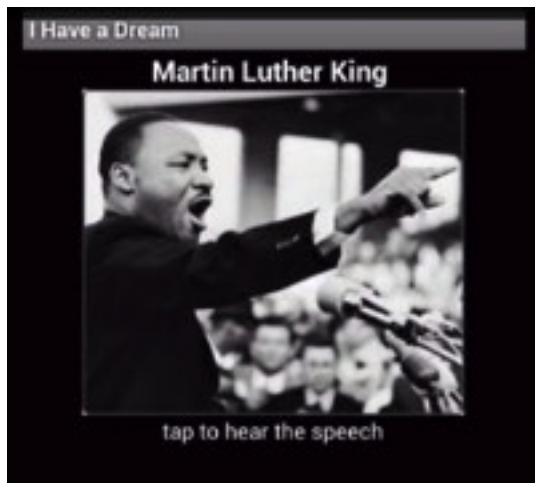 I Have a Dream
Martin Luther King
tap to hear the speech